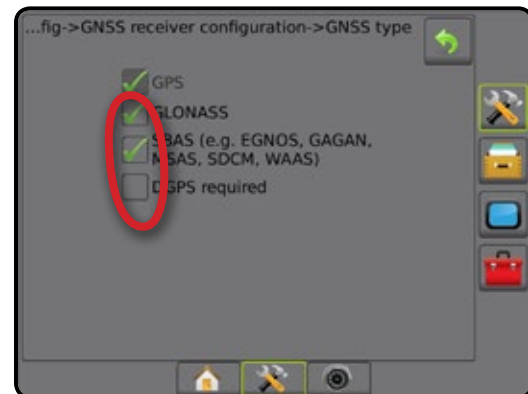 ...fig->GNSS receiver configuration->GNSS type
GPS
GLONASS
SBAS (e.g. EGNOS, GAGAN,
MSAS, SDCM, WAAS)
DGPS required